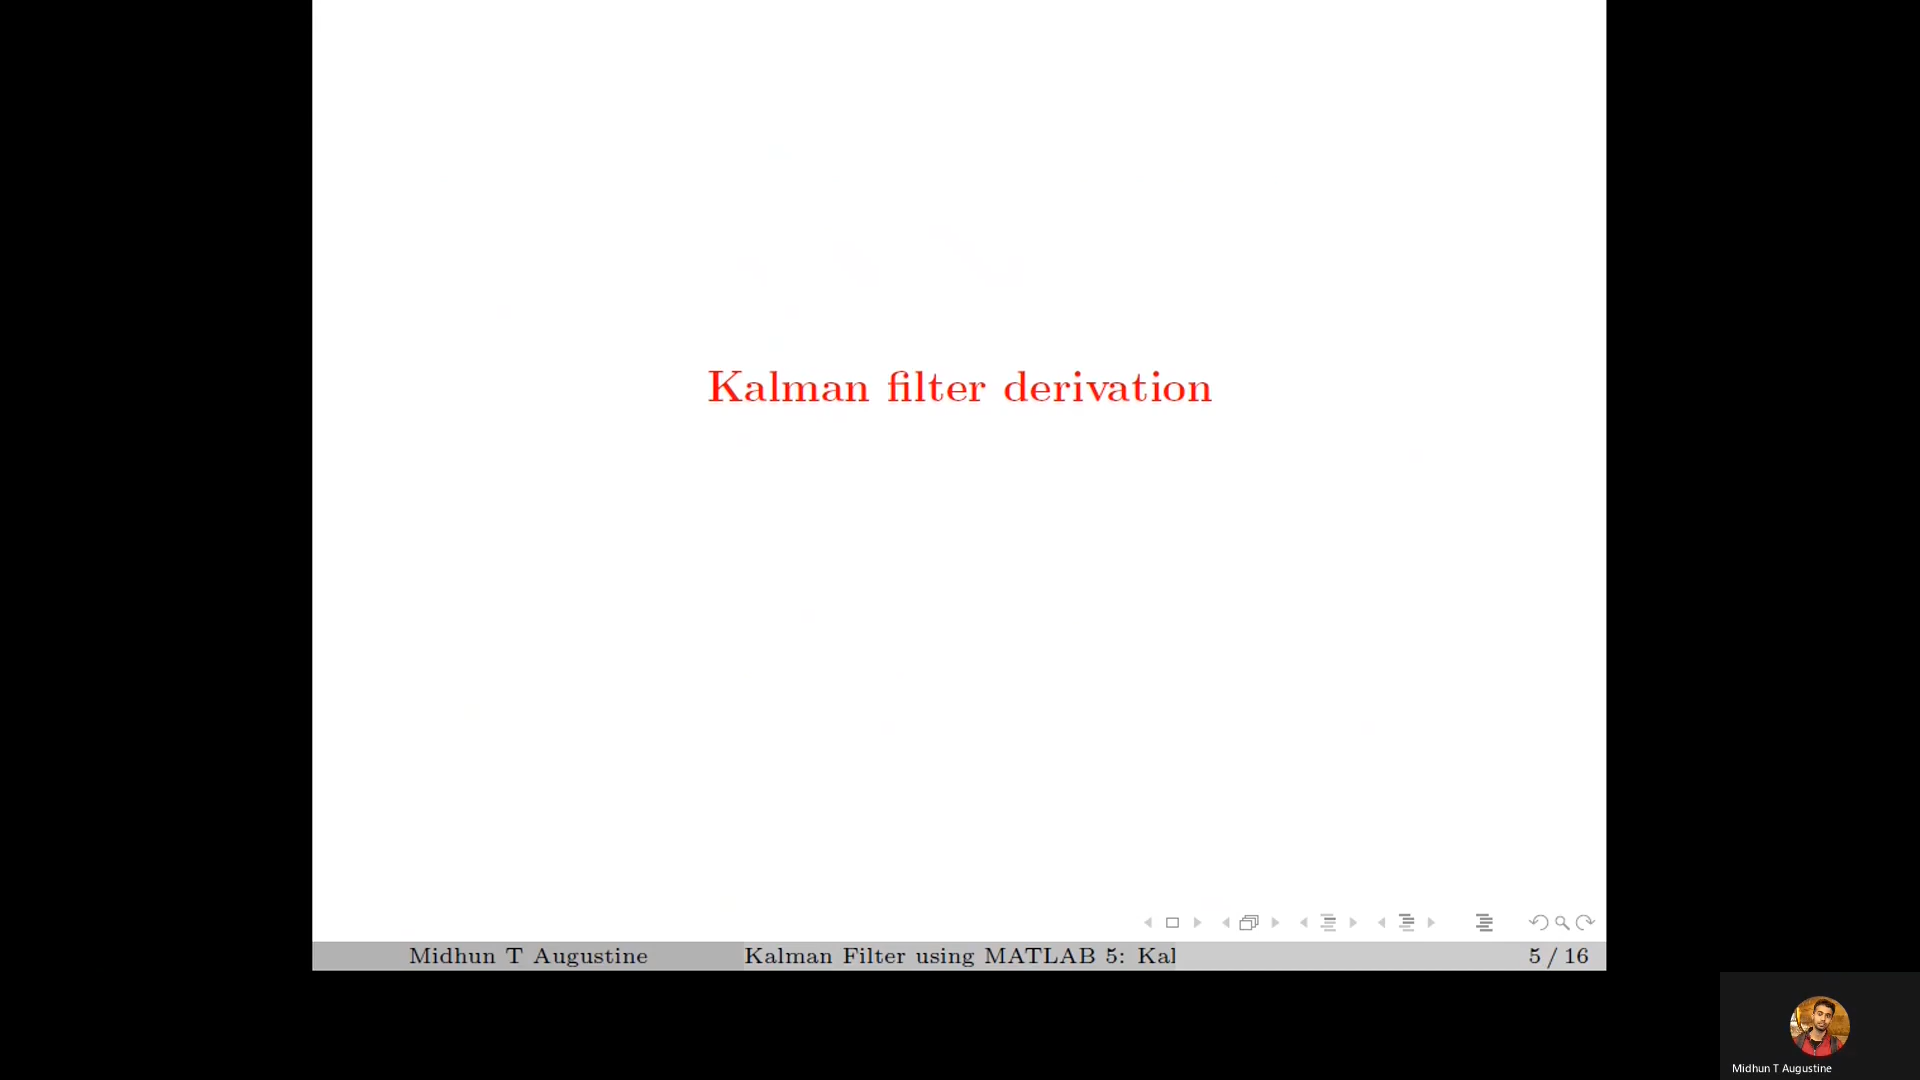 Kalman filter derivation
Midhun T Augustine Kalman Filter using MATLAB 5: Kal 5 / 16
Midhun T Augustine